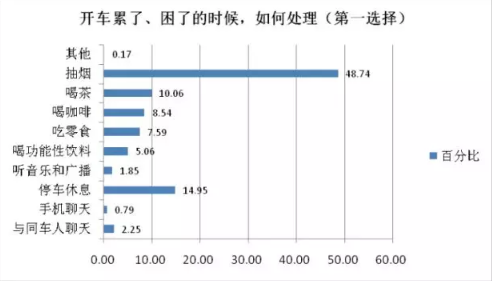 开车累了、困了的时候，如何处理（第一选择）
其他 0.17
抽烟 48.74
喝茶 10.06
喝咖啡 8.54
吃零食 7.59
喝功能性饮料 5.06
听音乐和广播 1.85
停车休息 14.95
手机聊天 0.79
与同车人聊天 2.25
百分比
0.00 10.00 20.00 30.00 40.00 50.00 60.00